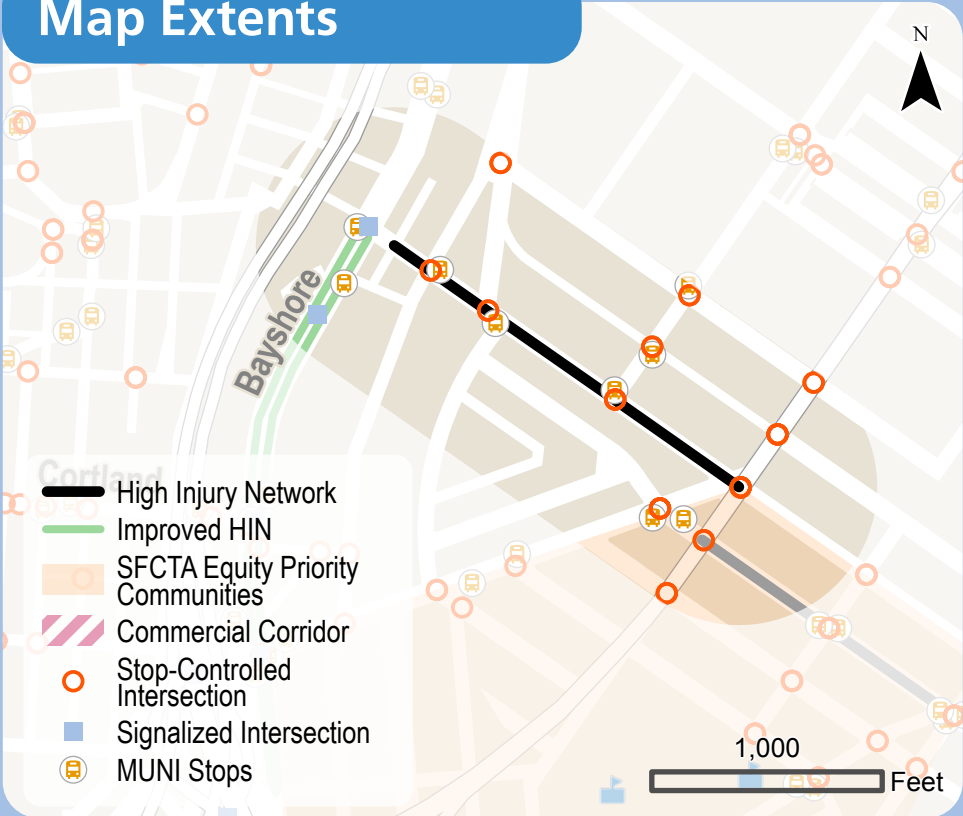 Map Extents
N
Bayshore
Cortland
High Injury Network
Improved HIN
SFCTA Equity Priority
Communities
Commercial Corridor
Stop-Controlled
Intersection
Signalized Intersection
MUNI Stops
1,000
Feet